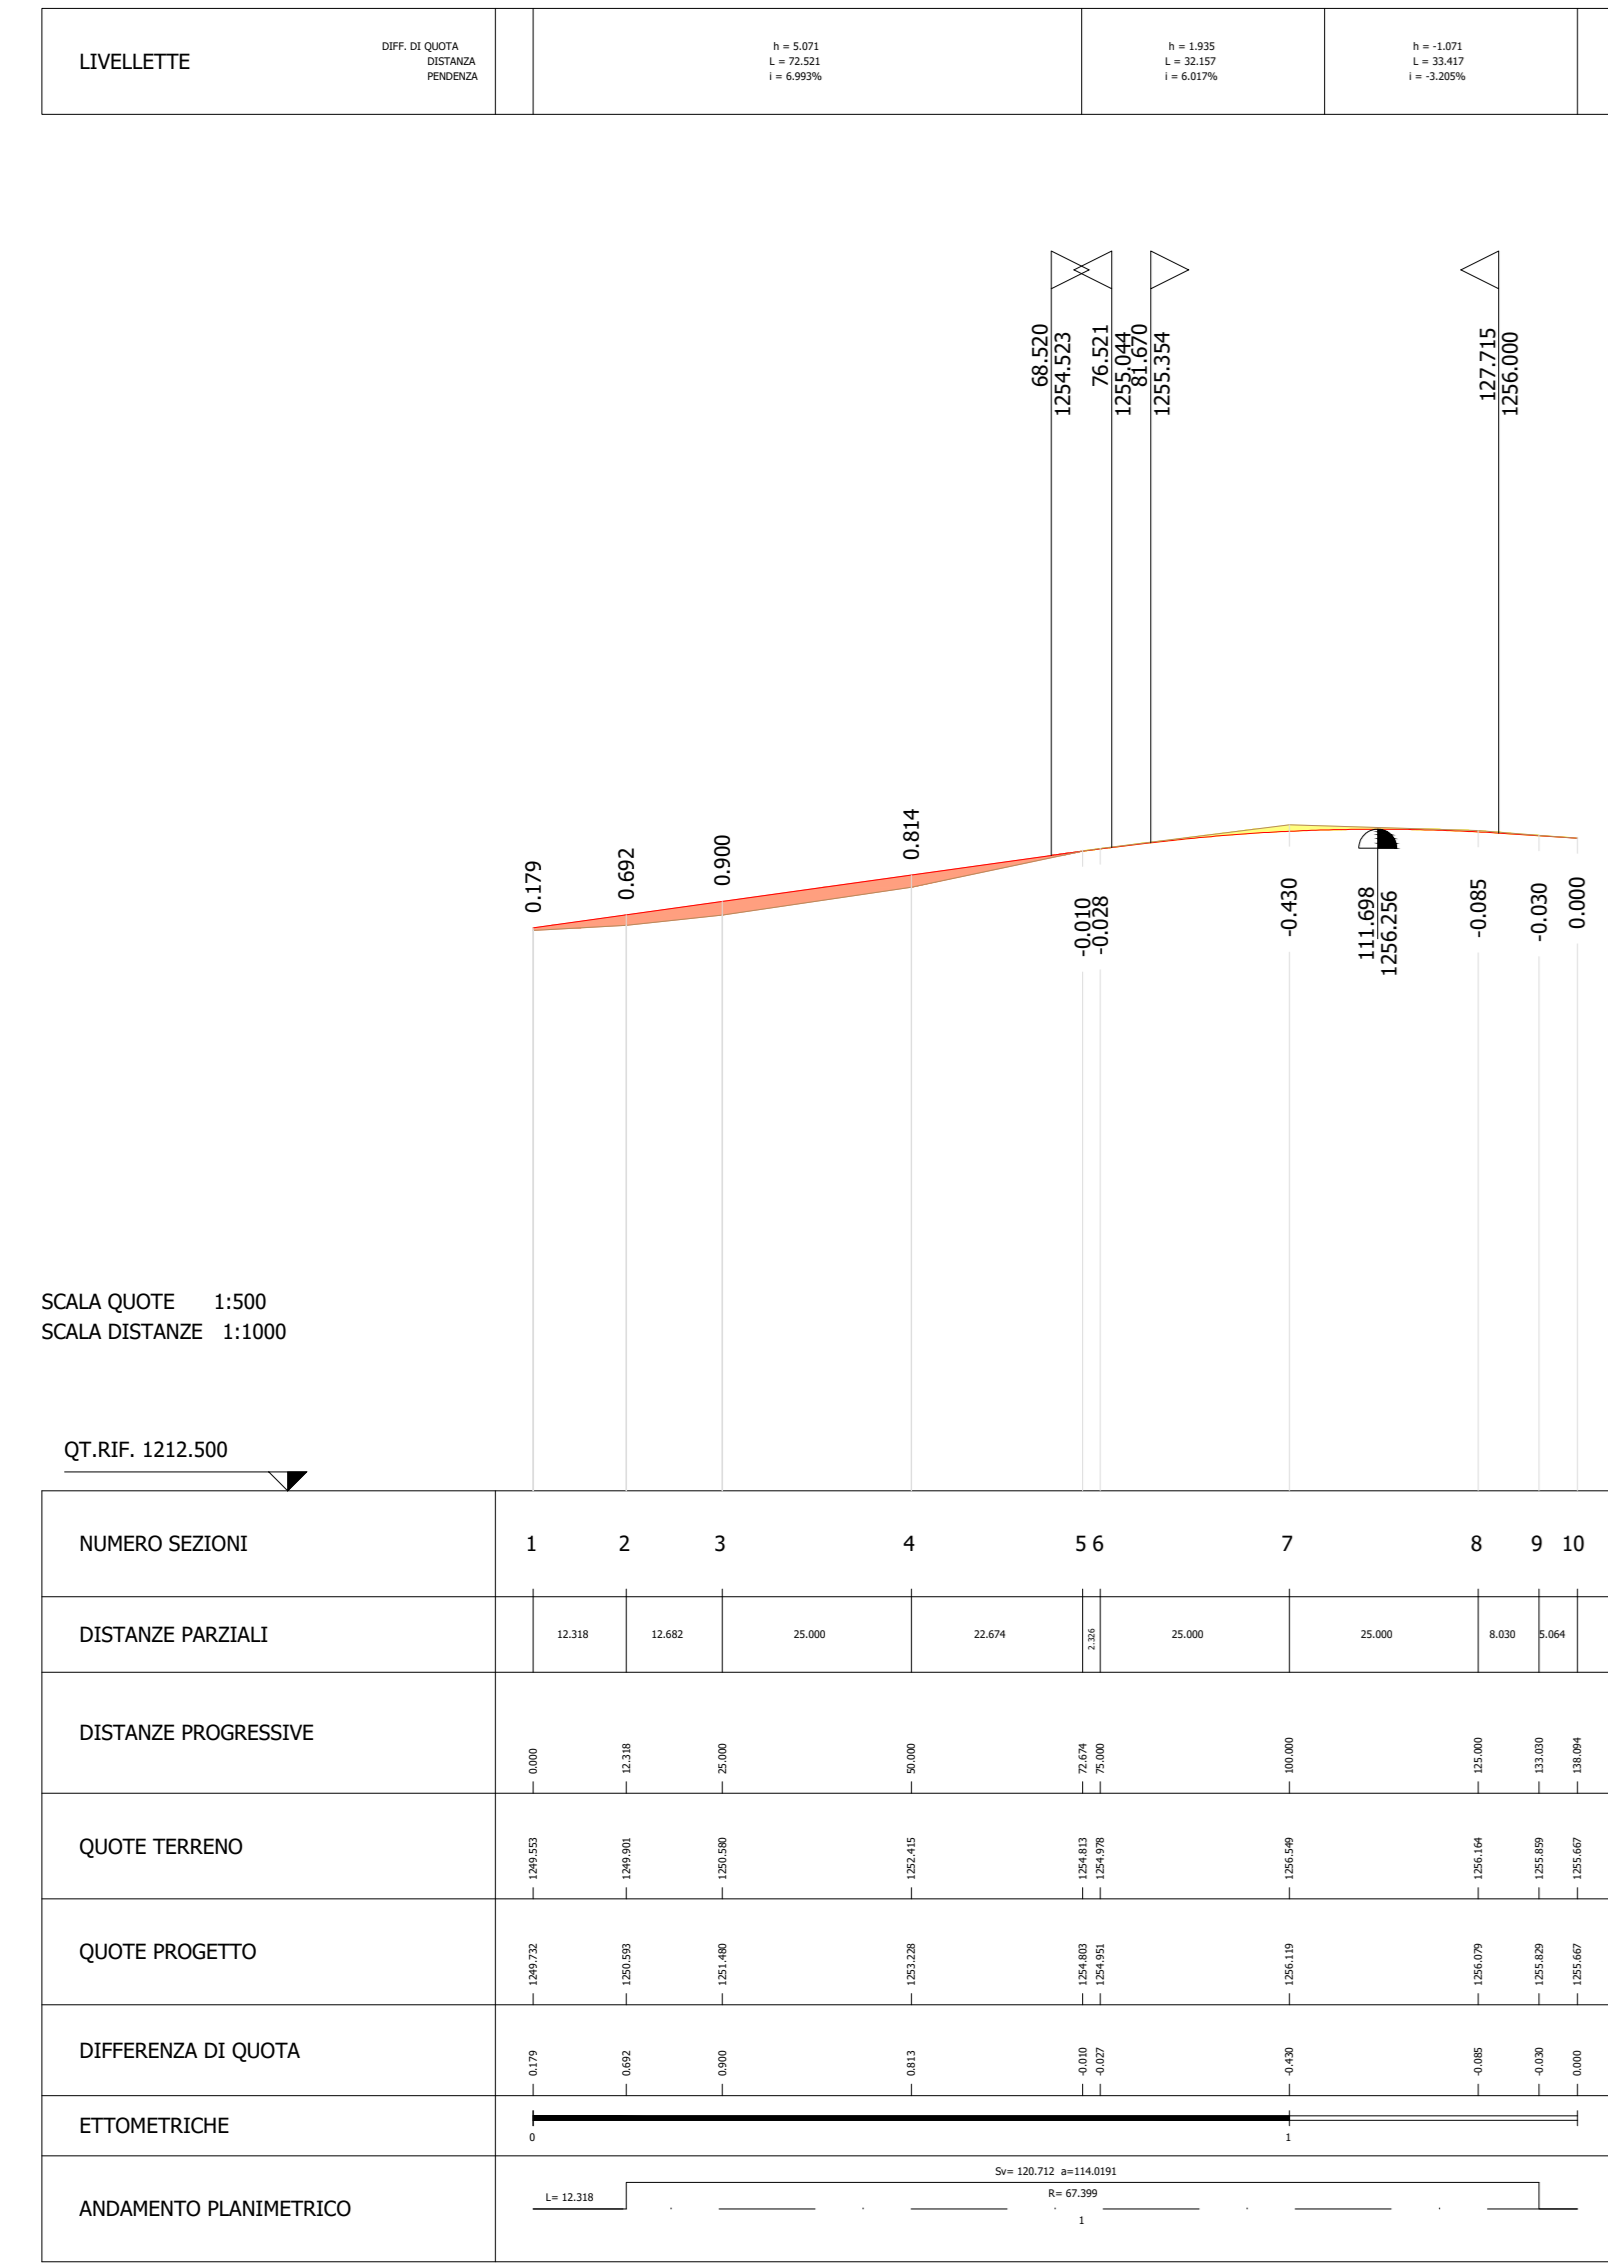 LIVELLETTE
DIFF. DI QUOTA
DISTANZA
PENDENZA
h = 5.071
L = 72.521
i = 6.993%
h = 1.935
L = 32.157
i = 6.017%
h = -1.071
L = 33.417
i = -3.205%
68.520
1254.523
76.521
1255.044
81.670
1255.354
127.715
1256.000
0.179
0.692
0.900
0.814
-0.010
-0.028
-0.430
111.698
1256.256
-0.085
-0.030
0.000
SCALA QUOTE 1:500
SCALA DISTANZE 1:1000
QT.RIF. 1212.500
NUMERO SEZIONI 1 2 3 4 5 6 7 8 9 10
DISTANZE PARZIALI 12.318 12.682 25.000 22.674 2.326 25.000 25.000 8.030 5.064
DISTANZE PROGRESSIVE 0.000 12.318 25.000 50.000 72.674 75.000 100.000 125.000 133.030 138.094
QUOTE TERRENO 1249.553 1249.901 1250.580 1252.415 1254.813 1254.978 1256.549 1256.164 1255.859 1255.667
QUOTE PROGETTO 1249.732 1250.593 1251.480 1253.228 1254.803 1254.951 1256.119 1256.079 1255.829 1255.667
DIFFERENZA DI QUOTA 0.179 0.692 0.900 0.813 -0.010 -0.027 -0.430 -0.085 -0.030 0.000
ETTOMETRICHE 0 1
ANDAMENTO PLANIMETRICO
L= 12.318
Sv= 120.712 a=114.0191
R= 67.399
1